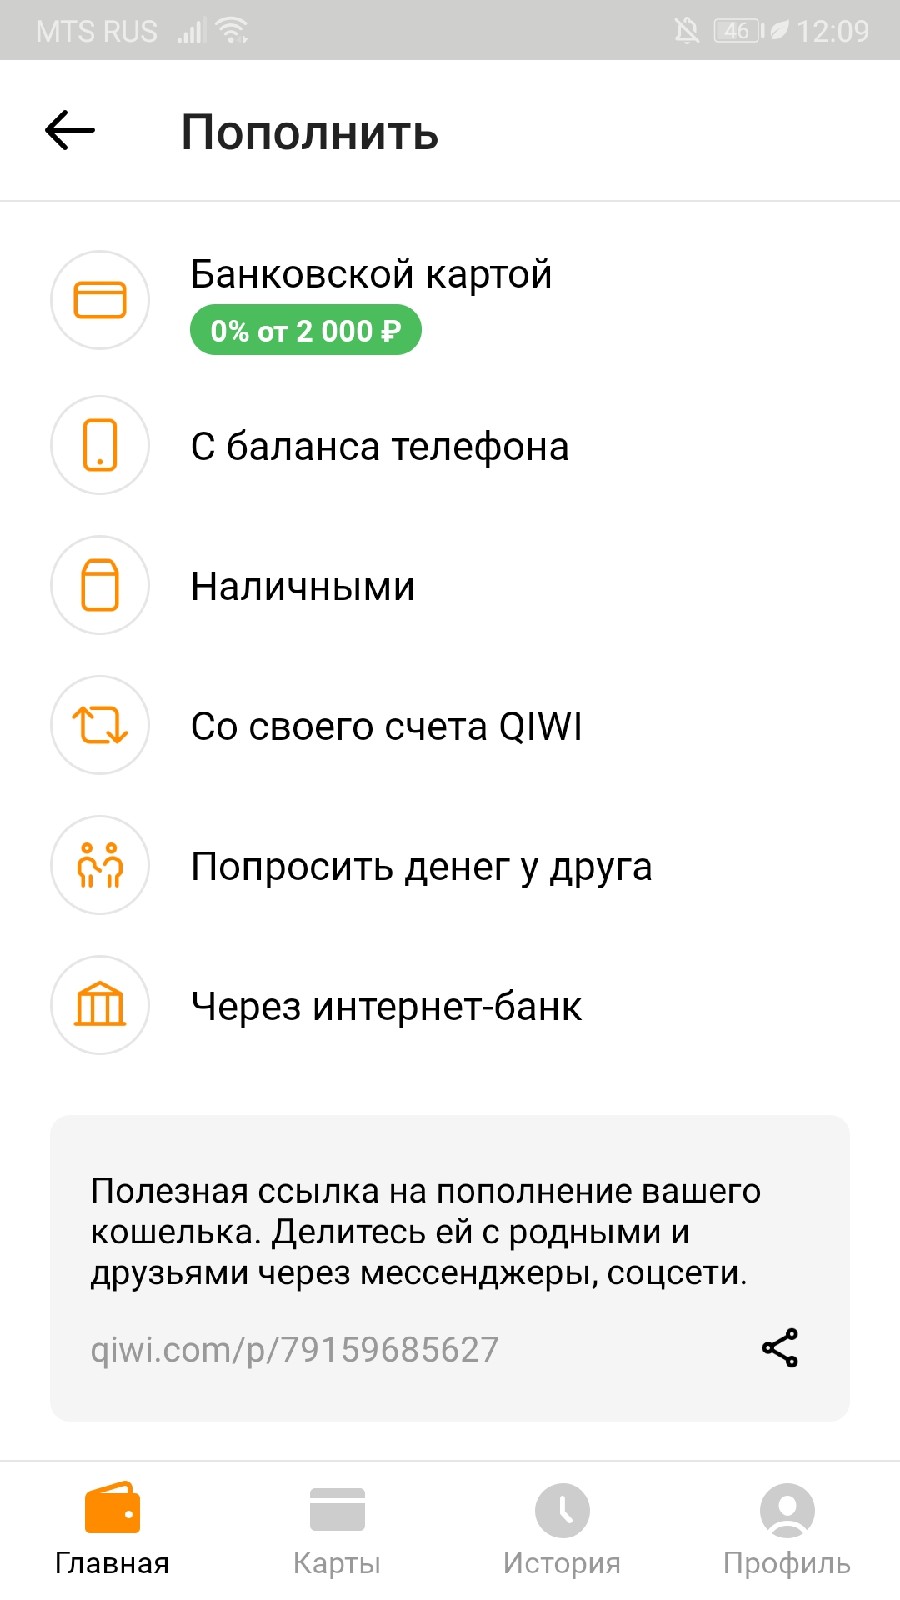 MTS RUS 46 12:09
Пополнить
Банковской картой
0% от 2 000 ₽
С баланса телефона
Наличными
Со своего счета QIWI
Попросить денег у друга
Через интернет-банк
Полезная ссылка на пополнение вашего
кошелька. Делитесь ей с родными и
друзьями через мессенджеры, соцсети.
qiwi.com/p/79159685627
Главная Карты История Профиль